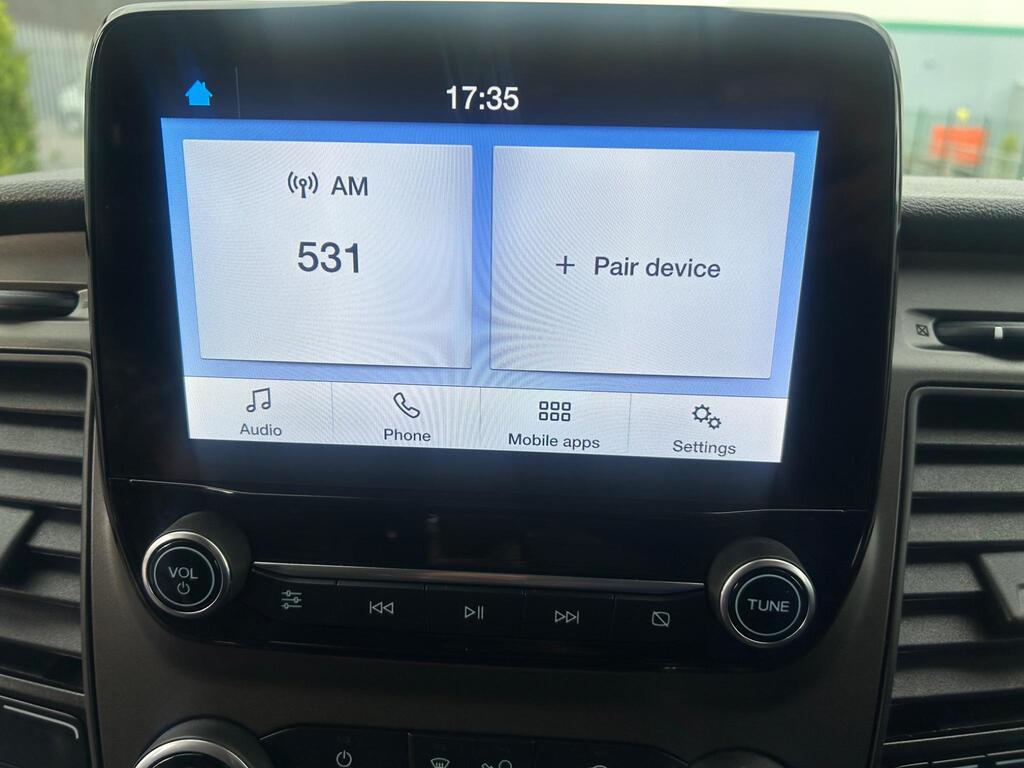 17:35
AM
531
+ Pair device
Audio
Phone
Mobile apps
Settings
VOL
TUNE